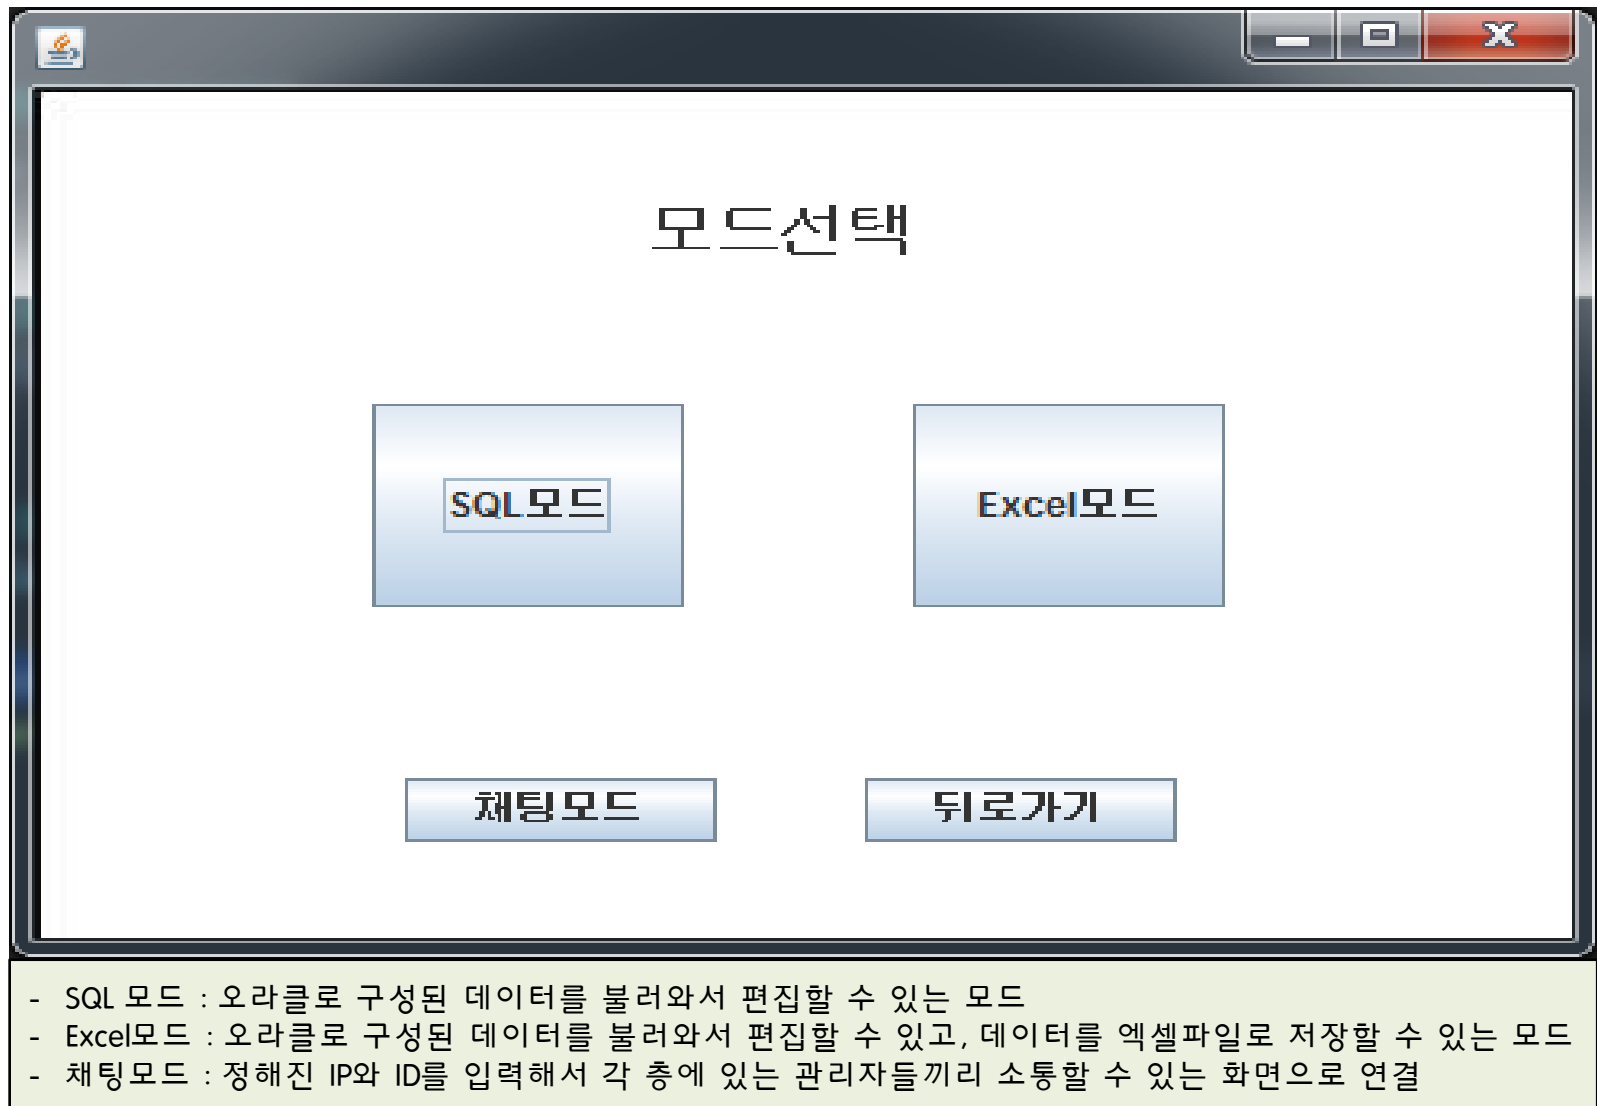 모드선택
SQL모드
Excel모드
채팅모드
뒤로가기
- SQL 모드 : 오라클로 구성된 데이터를 불러와서 편집할 수 있는 모드
- Excel모드 : 오라클로 구성된 데이터를 불러와서 편집할 수 있고, 데이터를 엑셀파일로 저장할 수 있는 모드
- 채팅모드 : 정해진 IP와 ID를 입력해서 각 층에 있는 관리자들끼리 소통할 수 있는 화면으로 연결